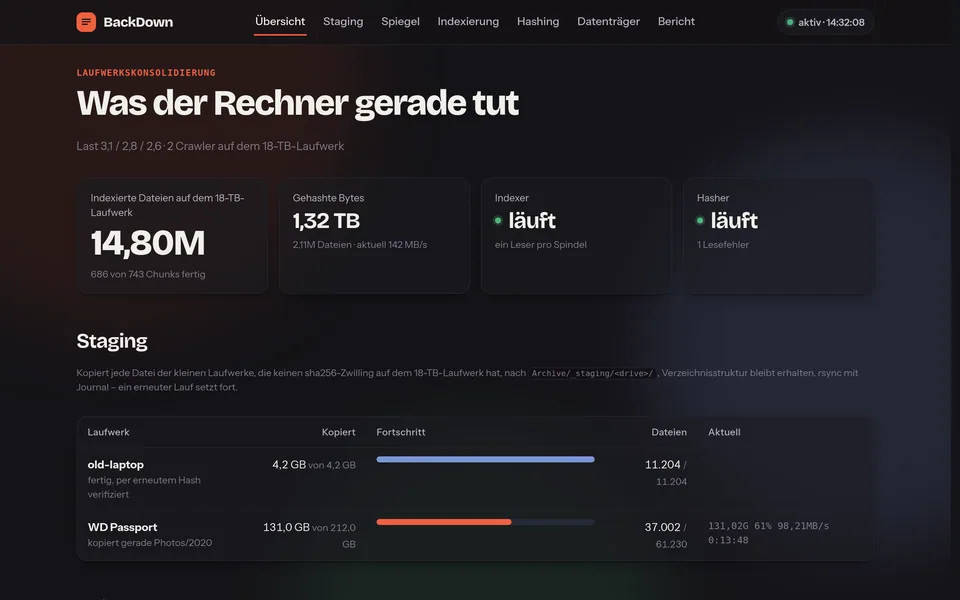 BackDown
Übersicht Staging Spiegel Indexierung Hashing Datenträger Bericht
aktiv · 14:32:08
LAUFWERKSKONSOLIDIERUNG
Was der Rechner gerade tut
Last 3,1 / 2,8 / 2,6 · 2 Crawler auf dem 18-TB-Laufwerk
Indexierte Dateien auf dem 18-TB-
Laufwerk
14,80M
686 von 743 Chunks fertig
Gehashte Bytes
1,32 TB
2,11M Dateien · aktuell 142 MB/s
Indexer
läuft
ein Leser pro Spindel
Hasher
läuft
1 Lesefehler
Staging
Kopiert jede Datei der kleinen Laufwerke, die keinen sha256-Zwilling auf dem 18-TB-Laufwerk hat, nach Archive/_staging/<drive>/ , Verzeichnisstruktur bleibt erhalten. rsync mit
Journal – ein erneuter Lauf setzt fort.
Laufwerk Kopiert Fortschritt Dateien Aktuell
old-laptop 4,2 GB von 4,2 GB 11.204 /
fertig, per erneutem Hash 11.204
verifiziert
WD Passport 131,0 GB von 212,0 37.002 / 131,02G 61% 98,21MB/s
kopiert gerade Photos/2020 GB 61.230 0:13:48